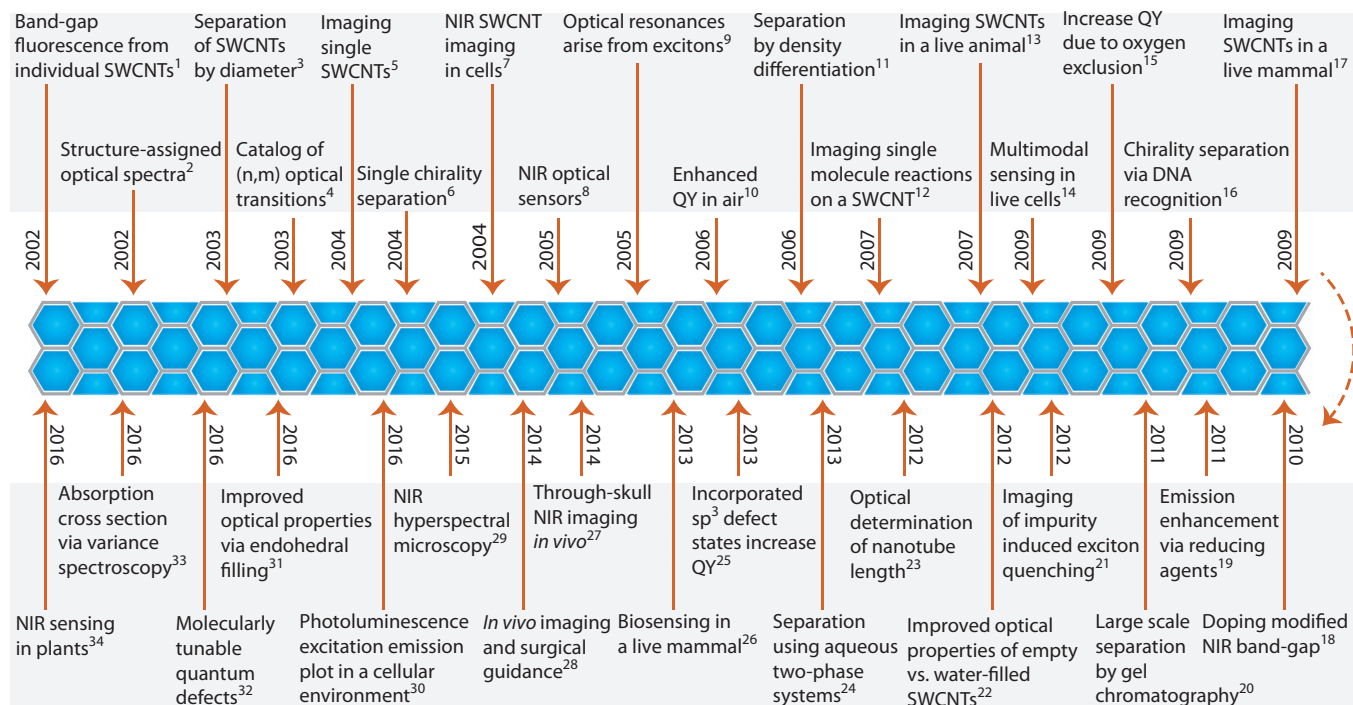 Band-gap
fluorescence from
individual SWCNTs1
Separation
of SWCNTs
by diameter3
Imaging
single
SWCNTs5
NIR SWCNT
imaging
in cells7
Optical resonances
arise from excitons9
Separation
by density
differentiation11
Imaging SWCNTs
in a live animal13
Increase QY
due to oxygen
exclusion15
Imaging
SWCNTs in a
live mammal17
Structure-assigned
optical spectra2
Catalog of
(n,m) optical
transitions4
Single chirality
separation6
NIR optical
sensors8
Enhanced
QY in air10
Imaging single
molecule reactions
on a SWCNT12
Multimodal
sensing in
live cells14
Chirality separation
via DNA
recognition16
2002
2002
2003
2003
2004
2004
2004
2005
2005
2006
2006
2007
2007
2009
2009
2009
2009
2016
2016
2016
2016
2016
2015
2014
2014
2013
2013
2013
2012
2012
2012
2011
2011
2010
Absorption
cross section
via variance
spectroscopy33
Improved
optical properties
via endohedral
filling31
NIR
hyperspectral
microscopy29
Through-skull
NIR imaging
in vivo27
Incorporated
sp3 defect
states increase
QY25
Optical
determination
of nanotube
length23
Imaging
of impurity
induced exciton
quenching21
Emission
enhancement
via reducing
agents19
NIR sensing
in plants34
Molecularly
tunable
quantum
defects32
Photoluminescence
excitation emission
plot in a cellular
environment30
In vivo imaging
and surgical
guidance28
Biosensing in
a live mammal26
Separation
using aqueous
two-phase
systems24
Improved optical
properties of empty
vs. water-filled
SWCNTs22
Large scale
separation
by gel
chromatography20
Doping modified
NIR band-gap18